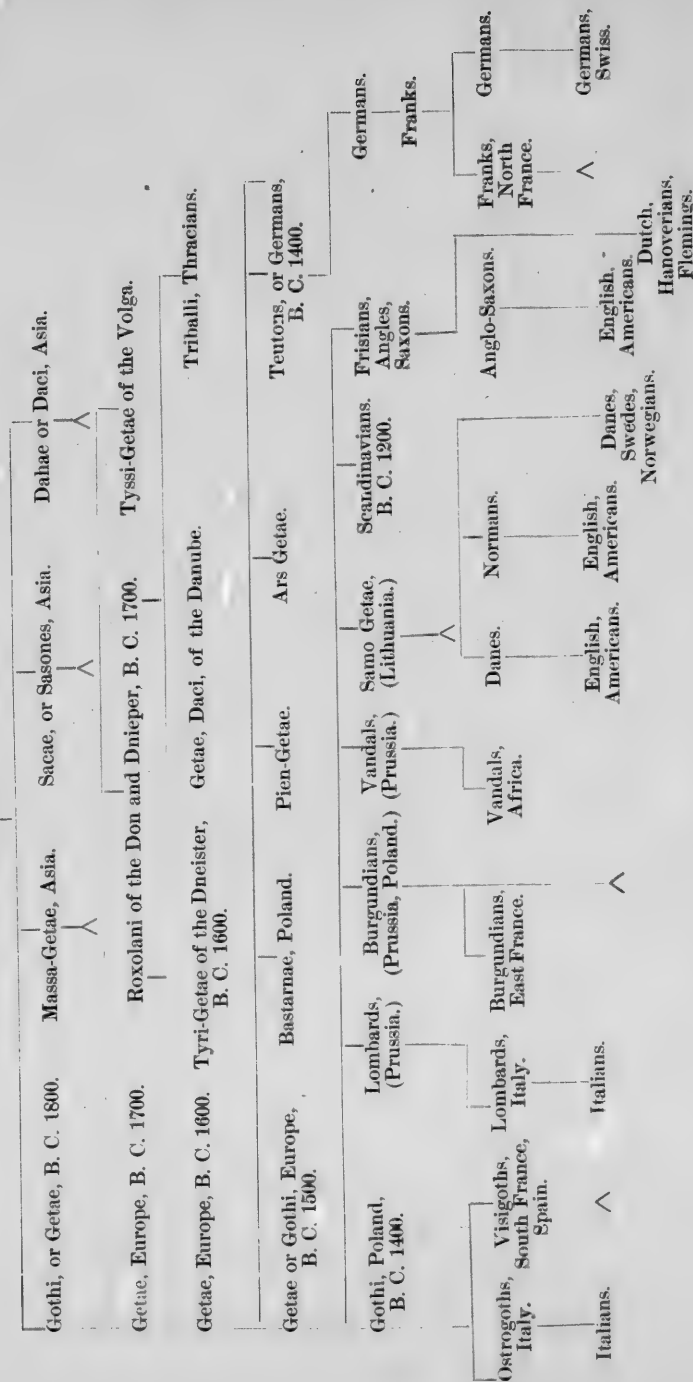 Gothi, or Getae, B. C. 1800. Massa-Getae, Asia. Sacae, or Sasones, Asia. Dahae or Daci, Asia.
Getae, Europe, B. C. 1700. Roxolani of the Don and Dnieper, B. C. 1700. Tyssi-Getae of the Volga.
Getae, Europe, B. C. 1600. Tyri-Getae of the Dneister,
B. C. 1600.
Getae, Daci, of the Danube. Triballi, Thracians.
Getae or Gothi, Europe,
B. C. 1500.
Bastarnae, Poland. Pien-Getae. Ars Getae.
Teutons, or Germans,
B. C. 1400.
Gothi, Poland,
B. C. 1400.
Lombards,
(Prussia.)
Burgundians,
(Prussia, Poland.)
Vandals,
(Prussia.)
Samo Getae,
(Lithuania.)
Scandinavians.
B. C. 1200.
Frisians,
Angles,
Saxons.
Germans.
Franks.
Ostrogoths,
Italy.
Visigoths,
South France,
Spain.
Lombards,
Italy.
Burgundians,
East France.
Vandals,
Africa.
Danes.
Normans.
Anglo-Saxons.
Franks,
North
France.
Germans.
Italians.
Italians.
English,
Americans.
English,
Americans.
Danes,
Swedes,
Norwegians.
English, -
Americans.
Dutch,
Hanoverians,
Flemings.
Germans,
Swiss.